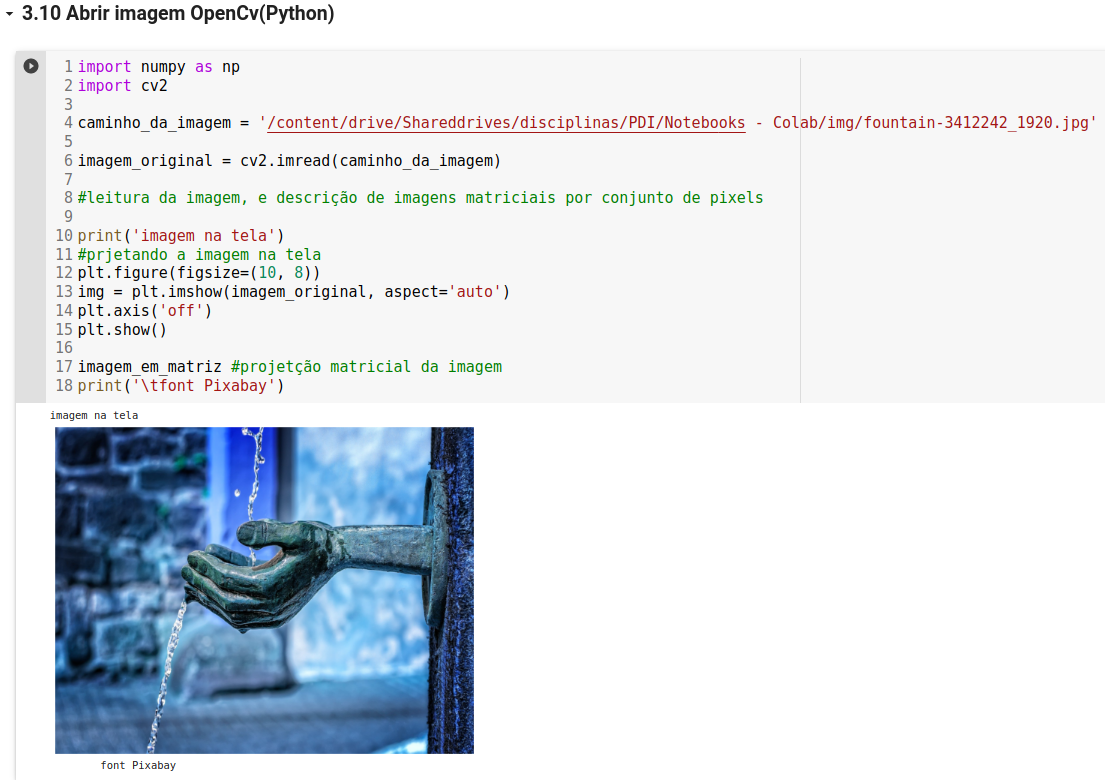 3.10 Abrir imagem OpenCv(Python)
1 import numpy as np
2 import cv2
3
4 caminho_da_imagem = '/content/drive/Shareddrives/disciplinas/PDI/Notebooks - Colab/img/fountain-3412242_1920.jpg'
5
6 imagem_original = cv2.imread(caminho_da_imagem)
7
8 #leitura da imagem, e descrição de imagens matriciais por conjunto de pixels
9
10 print('imagem na tela')
11 #prjetando a imagem na tela
12 plt.figure(figsize=(10, 8))
13 img = plt.imshow(imagem_original, aspect='auto')
14 plt.axis('off')
15 plt.show()
16
17 imagem_em_matriz #projetção matricial da imagem
18 print('\tfont Pixabay')
imagem na tela
font Pixabay